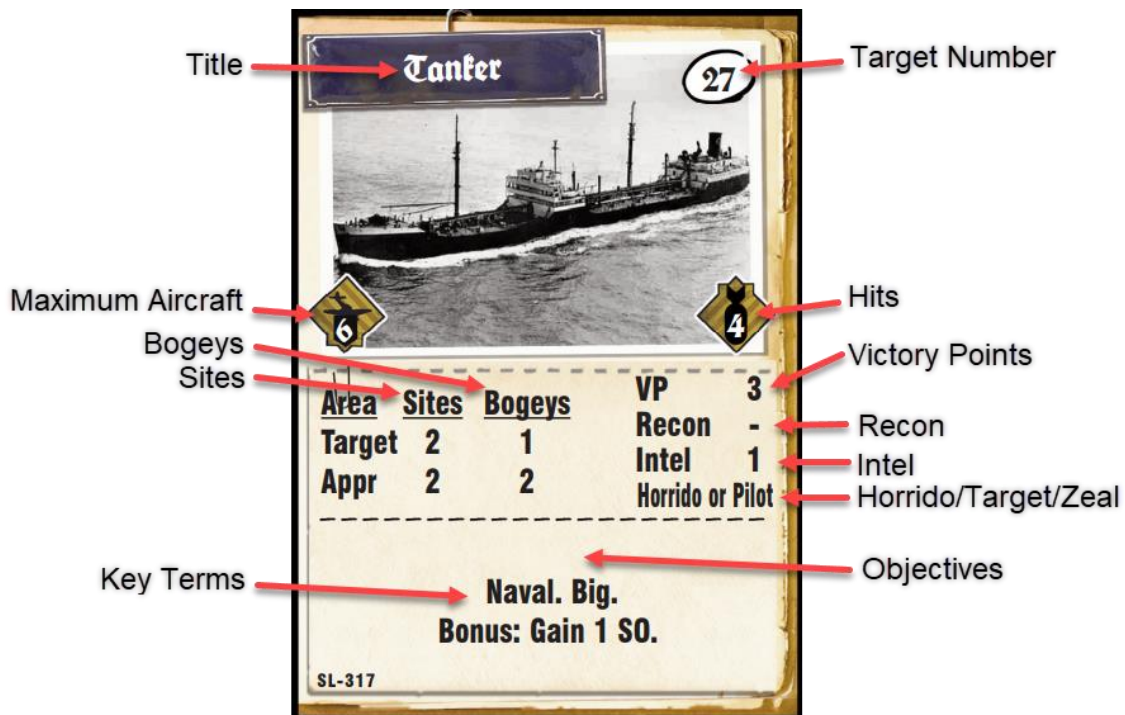 Title
Tanker
27
Target Number
Maximum Aircraft
6
4
Hits
Bogeys
Sites
Victory Points
Area Sites Bogeys
Target 2 1
Appr 2 2
VP 3
Recon -
Intel 1
Horrido or Pilot
Recon
Intel
Horrido/Target/Zeal
Key Terms
Objectives
Naval. Big.
Bonus: Gain 1 SO.
SL-317